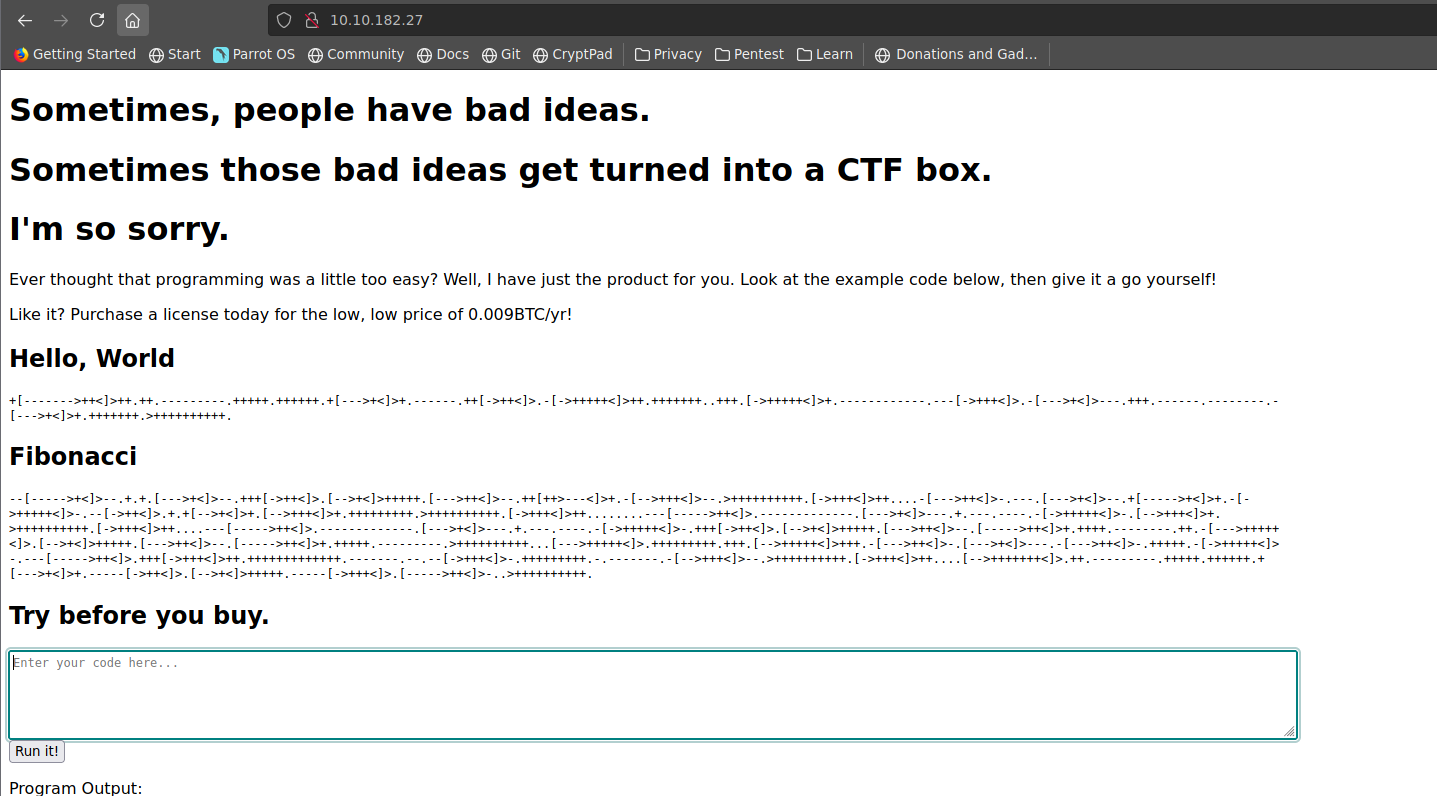 10.10.182.27
Getting Started Start Parrot OS Community Docs Git CryptPad Privacy Pentest Learn Donations and Gad...
Sometimes, people have bad ideas.
Sometimes those bad ideas get turned into a CTF box.
I'm so sorry.
Ever thought that programming was a little too easy? Well, I have just the product for you. Look at the example code below, then give it a go yourself!
Like it? Purchase a license today for the low, low price of 0.009BTC/yr!
Hello, World
+[------->++<]>++.++.---------.+++++.++++++.+[--->+<]>+.------.++[->++<]>.-[->+++++<]>++.+++++++..+++.[->+++++<]>+.------------.---[->+++<]>.-[--->+<]>---.+++.------.--------.-
[--->+<]>+.+++++++.>++++++++++.
Fibonacci
--[----->+<]>--.+.+.[--->+<]>--.+++[->++<]>.[-->+<]>+++++.[--->++<]>--.++[++>---<]>+.-[-->+++<]>--.>++++++++++.[->+++<]>++....-[--->++<]>-.---.[--->+<]>--.+[----->+<]>+.-[-
>+++++<]>-.--[->++<]>.+.+[-->+<]>+.[-->+++<]>+.+++++++++.>++++++++++.[->+++<]>++........---[----->++<]>.-------------.[--->+<]>---.+.---.----.-[->+++++<]>-.[-->+++<]>+.
>++++++++++.[->+++<]>++....---[----->++<]>.-------------.[--->+<]>---.+.---.----.-[->+++++<]>-.+++[->++<]>.[-->+<]>+++++.[--->++<]>--.[----->++<]>+.++++.--------.++.-[--->+++++
<]>.[-->+<]>+++++.[--->++<]>--.[----->++<]>+.+++++.---------.>++++++++++...[--->+++++<]>.+++++++++.+++.[-->+++++<]>+++.-[--->++<]>-.[--->+<]>---.-[--->++<]>-.+++++.-[->+++++<]>
-.---[----->++<]>.+++[->+++<]>++.+++++++++++++.-------.--.--[->+++<]>-.+++++++++.-.-------.-[-->+++<]>--.>++++++++++.[->+++<]>++....[-->+++++++<]>.++.---------.+++++.++++++.+
[--->+<]>+.-----[->++<]>.[-->+<]>+++++.-----[->+++<]>.[----->++<]>-..>++++++++++.
Try before you buy.
Enter your code here...
Run it!
Program Output: